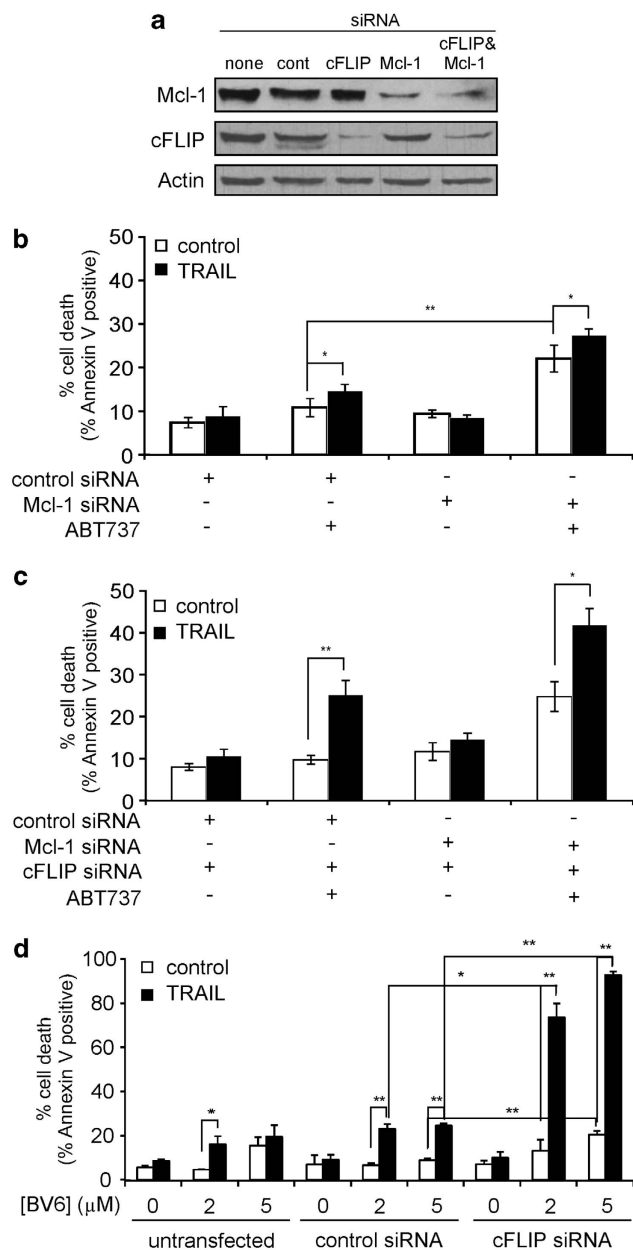 a
siRNA
none cont cFLIP Mcl-1 cFLIP& Mcl-1
Mcl-1
cFLIP
Actin
b
% cell death
(% Annexin V positive)
50
40
30
20
10
0
control
TRAIL
*
**
*
control siRNA + + - -
Mcl-1 siRNA - - + +
ABT737 - + - +
c
% cell death
(% Annexin V positive)
50
40
30
20
10
0
control
TRAIL
**
*
control siRNA + + - -
Mcl-1 siRNA - - + +
cFLIP siRNA + + + +
ABT737 - + - +
d
% cell death
(% Annexin V positive)
100
80
60
40
20
0
control
TRAIL
*
**
**
*
**
**
**
**
[BV6] (µM) 0 2 5 0 2 5 0 2 5
untransfected control siRNA cFLIP siRNA